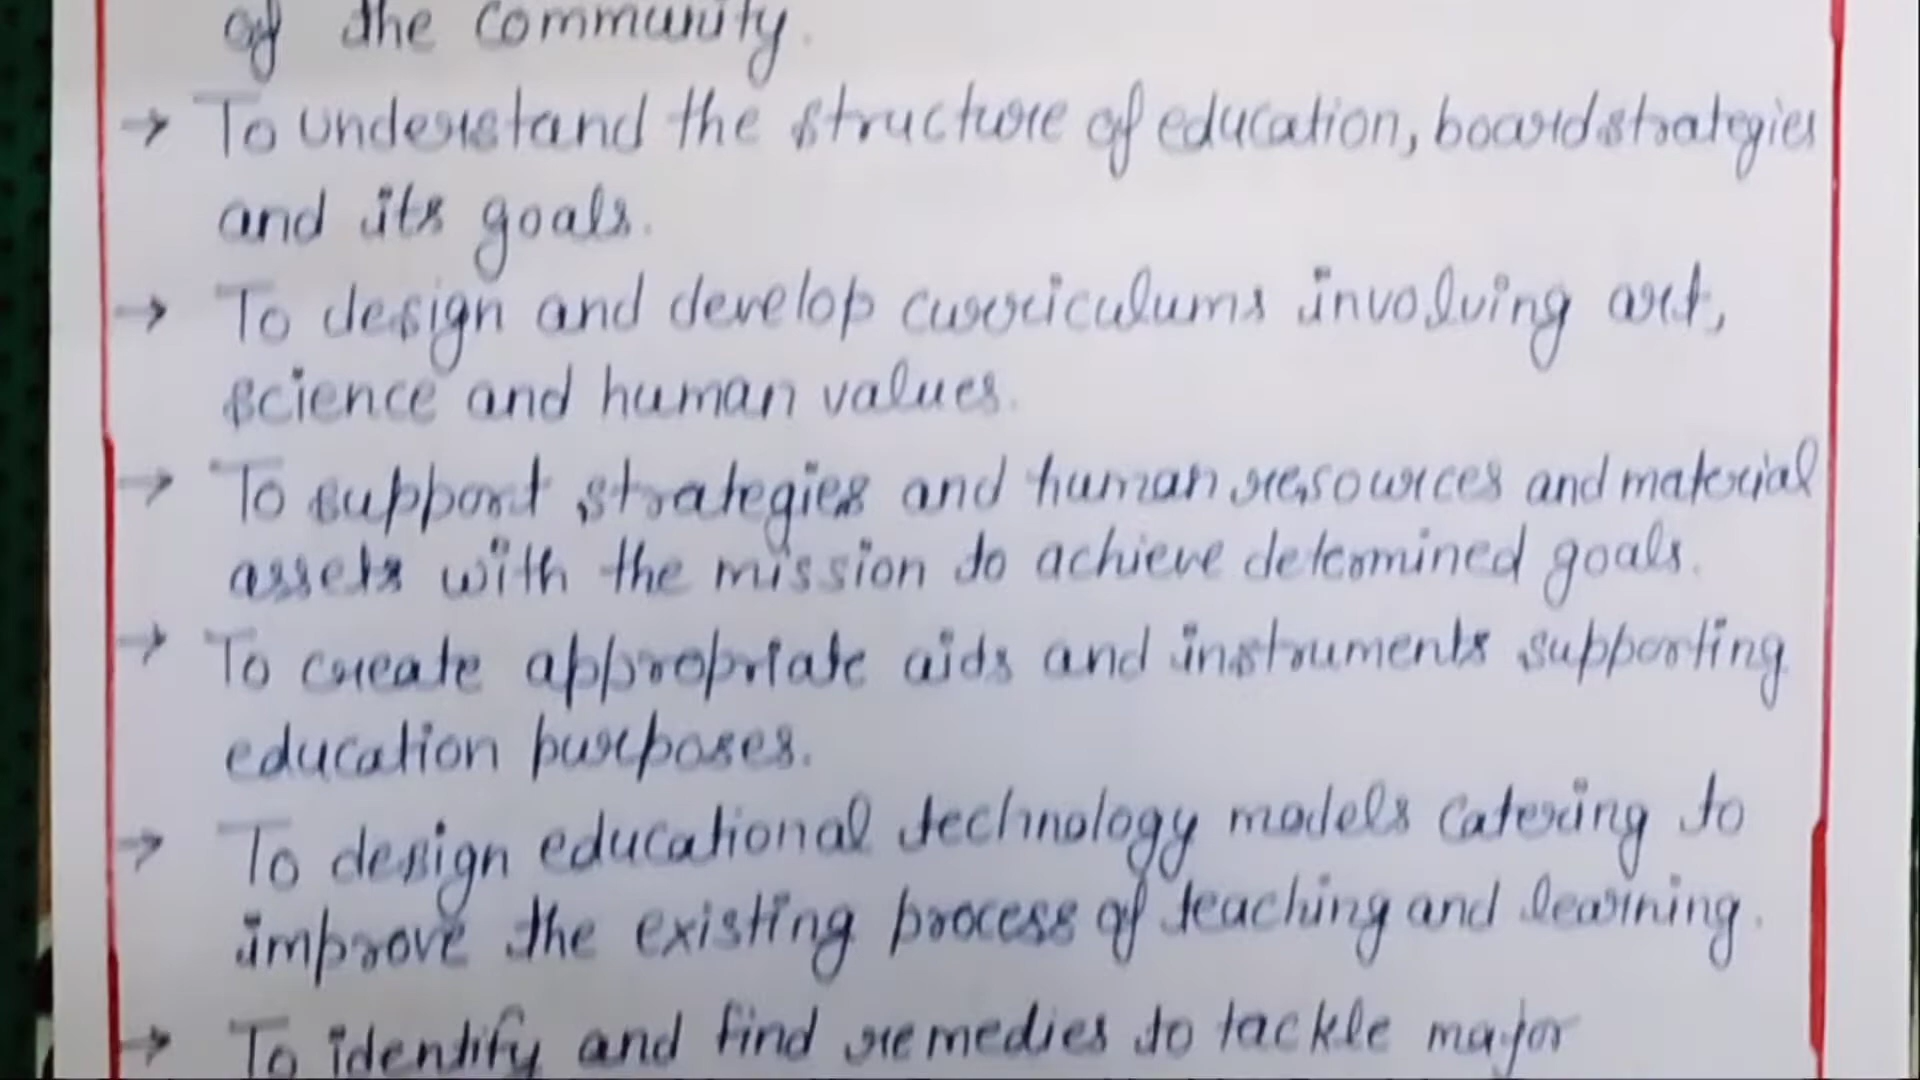 of the community.
→ To understand the structure of education, board strategies
and its goals.
→ To design and develop curriculums involving art,
science and human values.
→ To support strategies and human resources and material
assets with the mission to achieve determined goals.
→ To create appropriate aids and instruments supporting
education purposes.
→ To design educational technology models catering to
improve the existing process of teaching and learning.
→ To identify and find remedies to tackle major